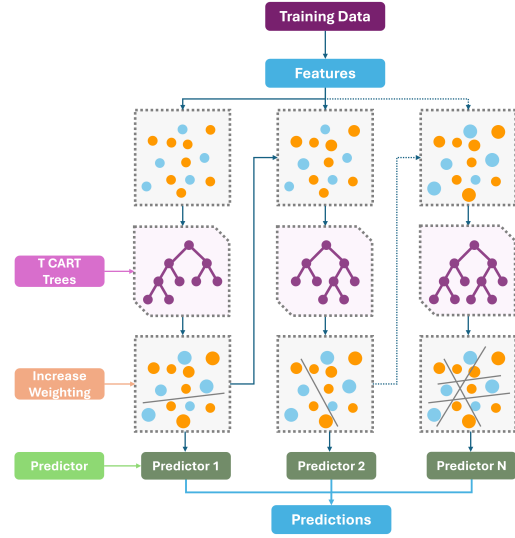 Training Data
Features
T CART
Trees
Increase
Weighting
Predictor
Predictor 1
Predictor 2
Predictor N
Predictions